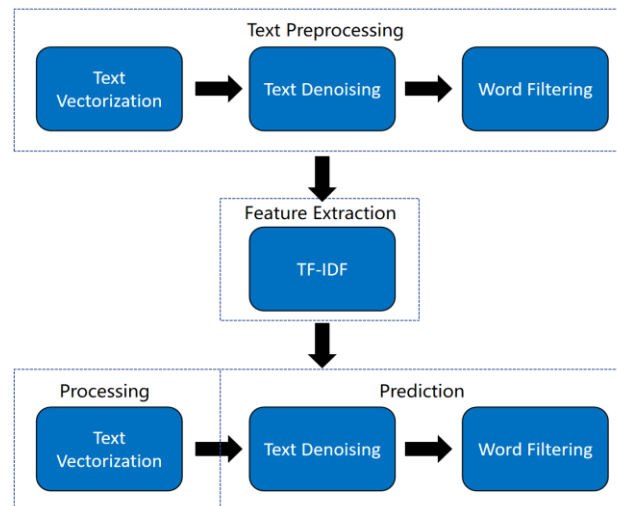 Text Preprocessing
Text
Vectorization
Text Denoising
Word Filtering
Feature Extraction
TF-IDF
Processing
Prediction
Text
Vectorization
Text Denoising
Word Filtering